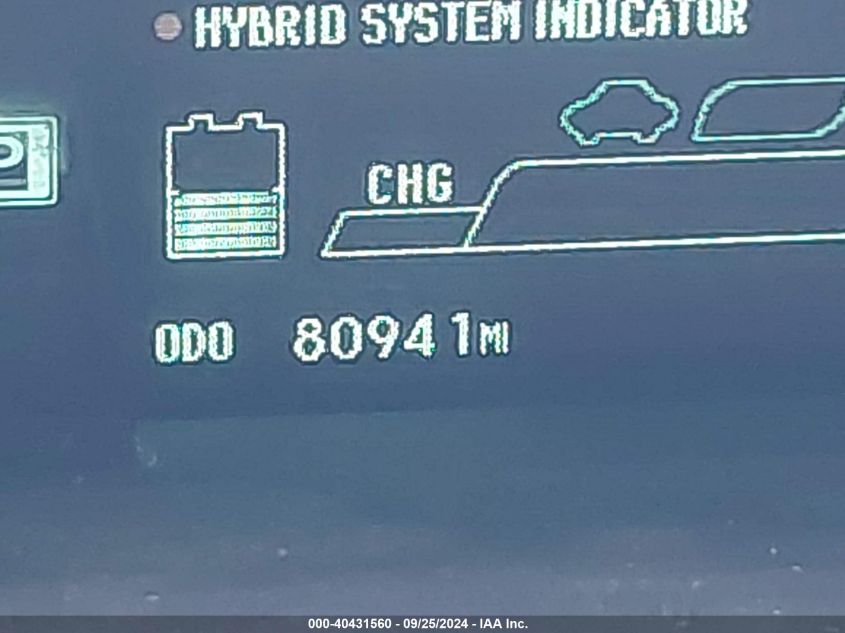 HYBRID SYSTEM INDICATOR
P
CHG
ODO 80941MI
000-40431560 - 09/25/2024 - IAA Inc.